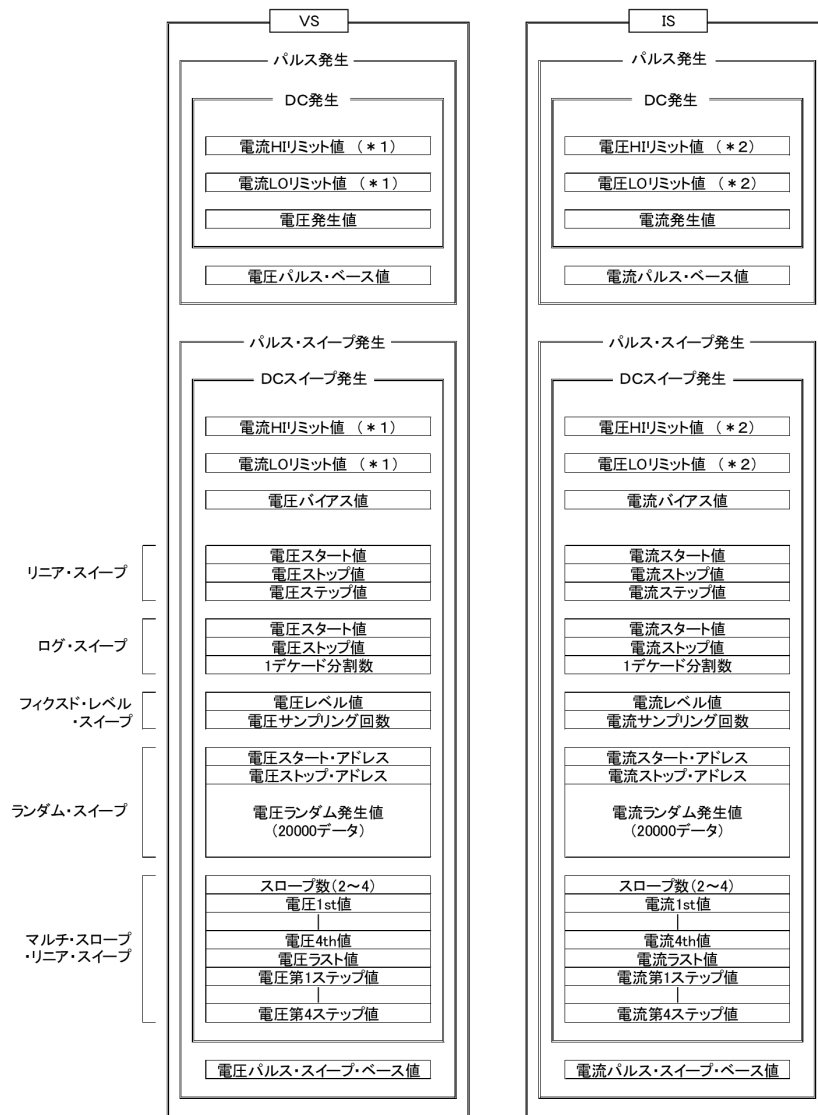 VS
パルス発生
DC発生
電流HIリミット値 (＊1)
電流LOリミット値 (＊1)
電圧発生値
電圧パルス・ベース値
パルス・スイープ発生
DCスイープ発生
電流HIリミット値 (＊1)
電流LOリミット値 (＊1)
電圧バイアス値
リニア・スイープ
電圧スタート値
電圧ストップ値
電圧ステップ値
ログ・スイープ
電圧スタート値
電圧ストップ値
1デケード分割数
フィクスド・レベル
・スイープ
電圧レベル値
電圧サンプリング回数
ランダム・スイープ
電圧スタート・アドレス
電圧ストップ・アドレス
電圧ランダム発生値
(20000データ)
マルチ・スロープ
・リニア・スイープ
スロープ数(2～4)
電圧1st値
電圧4th値
電圧ラスト値
電圧第1ステップ値
電圧第4ステップ値
電圧パルス・スイープ・ベース値
IS
パルス発生
DC発生
電圧HIリミット値 (＊2)
電圧LOリミット値 (＊2)
電流発生値
電流パルス・ベース値
パルス・スイープ発生
DCスイープ発生
電圧HIリミット値 (＊2)
電圧LOリミット値 (＊2)
電流バイアス値
電流スタート値
電流ストップ値
電流ステップ値
電流スタート値
電流ストップ値
1デケード分割数
電流レベル値
電流サンプリング回数
電流スタート・アドレス
電流ストップ・アドレス
電流ランダム発生値
(20000データ)
スロープ数(2～4)
電流1st値
電流4th値
電流ラスト値
電流第1ステップ値
電流第4ステップ値
電流パルス・スイープ・ベース値